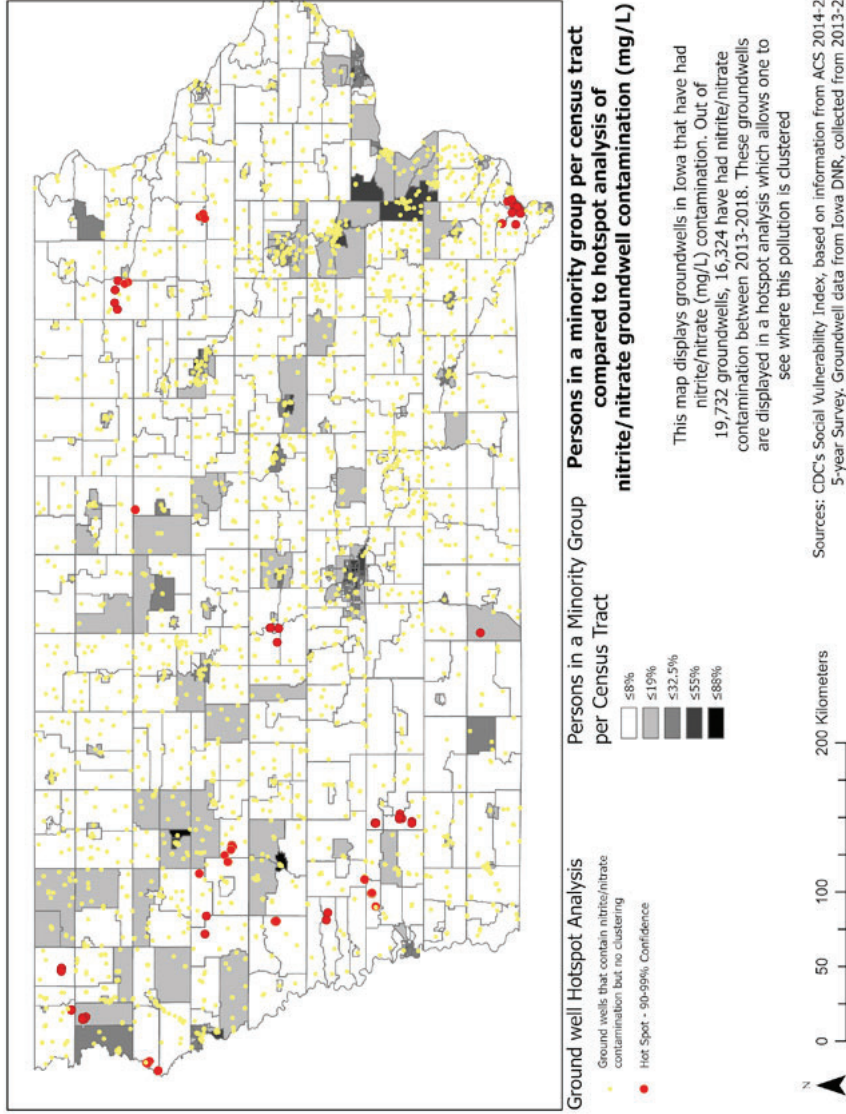 Ground well Hotspot Analysis
Ground wells that contain nitrite/nitrate
contamination but no clustering
Hot Spot - 90-99% Confidence
Persons in a Minority Group
per Census Tract
≤8%
≤19%
≤32.5%
≤55%
≤88%
Persons in a minority group per census tract
compared to hotspot analysis of
nitrite/nitrate groundwell contamination (mg/L)
This map displays groundwells in Iowa that have had
nitrite/nitrate (mg/L) contamination. Out of
19,732 groundwells, 16,324 have had nitrite/nitrate
contamination between 2013-2018. These groundwells
are displayed in a hotspot analysis which allows one to
see where this pollution is clustered
N
0 50 100 200 Kilometers
Sources: CDC's Social Vulnerability Index, based on information from ACS 2014-2
5-year Survey. Groundwell data from Iowa DNR, collected from 2013-2